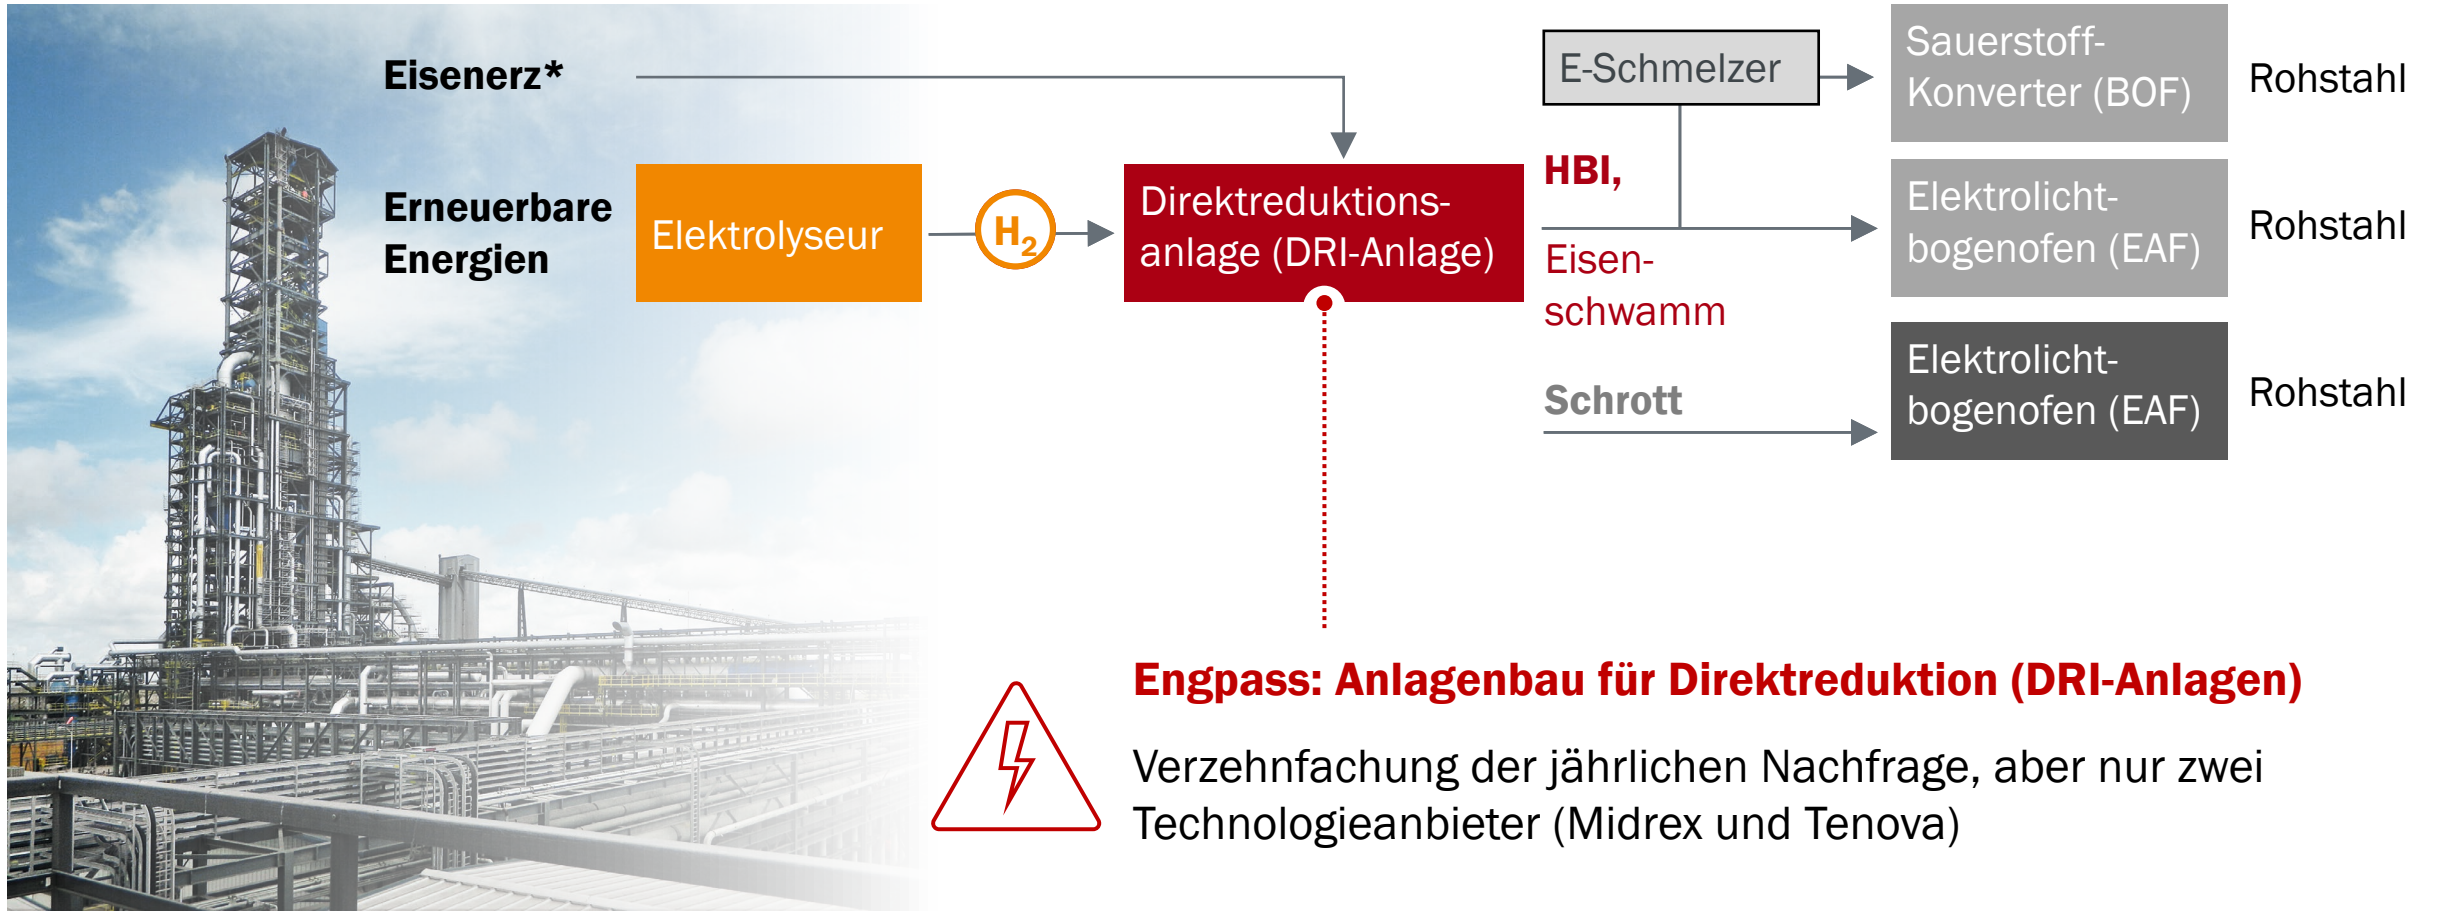 Eisenerz*
Erneuerbare
Energien
Elektrolyseur
H2
Direktreduktions-
anlage (DRI-Anlage)
E-Schmelzer
HBI,
Eisen-
schwamm
Schrott
Sauerstoff-
Konverter (BOF)
Rohstahl
Elektrolicht-
bogenofen (EAF)
Rohstahl
Elektrolicht-
bogenofen (EAF)
Rohstahl
Engpass: Anlagenbau für Direktreduktion (DRI-Anlagen)
Verzehnfachung der jährlichen Nachfrage, aber nur zwei
Technologieanbieter (Midrex und Tenova)